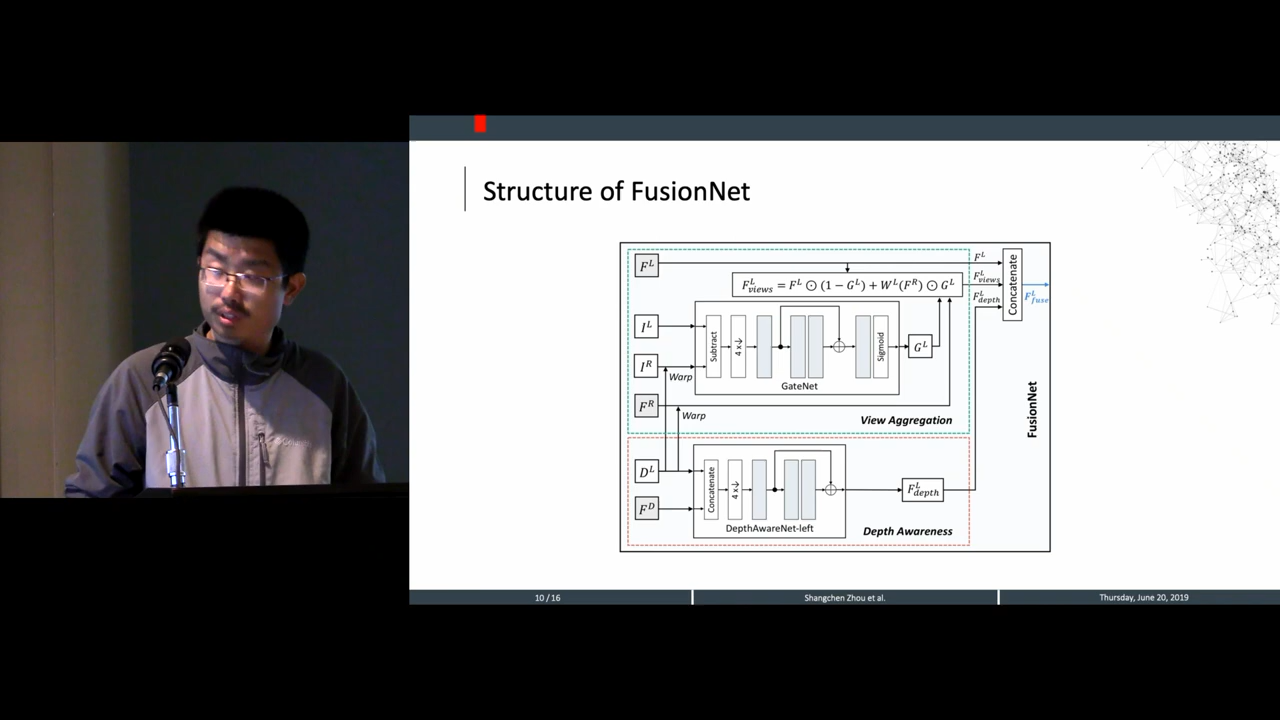 Structure of FusionNet
F^L
F^L
F^L_views = F^L ⊙ (1 − G^L) + W^L(F^R) ⊙ G^L
F^L_views
F^L_depth
Concatenate
F^L_fuse
I^L
I^R
Warp
Subtract
4 ×↓
Sigmoid
G^L
GateNet
F^R
Warp
View Aggregation
FusionNet
D^L
F^D
Concatenate
4 ×↓
F^L_depth
DepthAwareNet-left
Depth Awareness
10 / 16
Shangchen Zhou et al.
Thursday, June 20, 2019